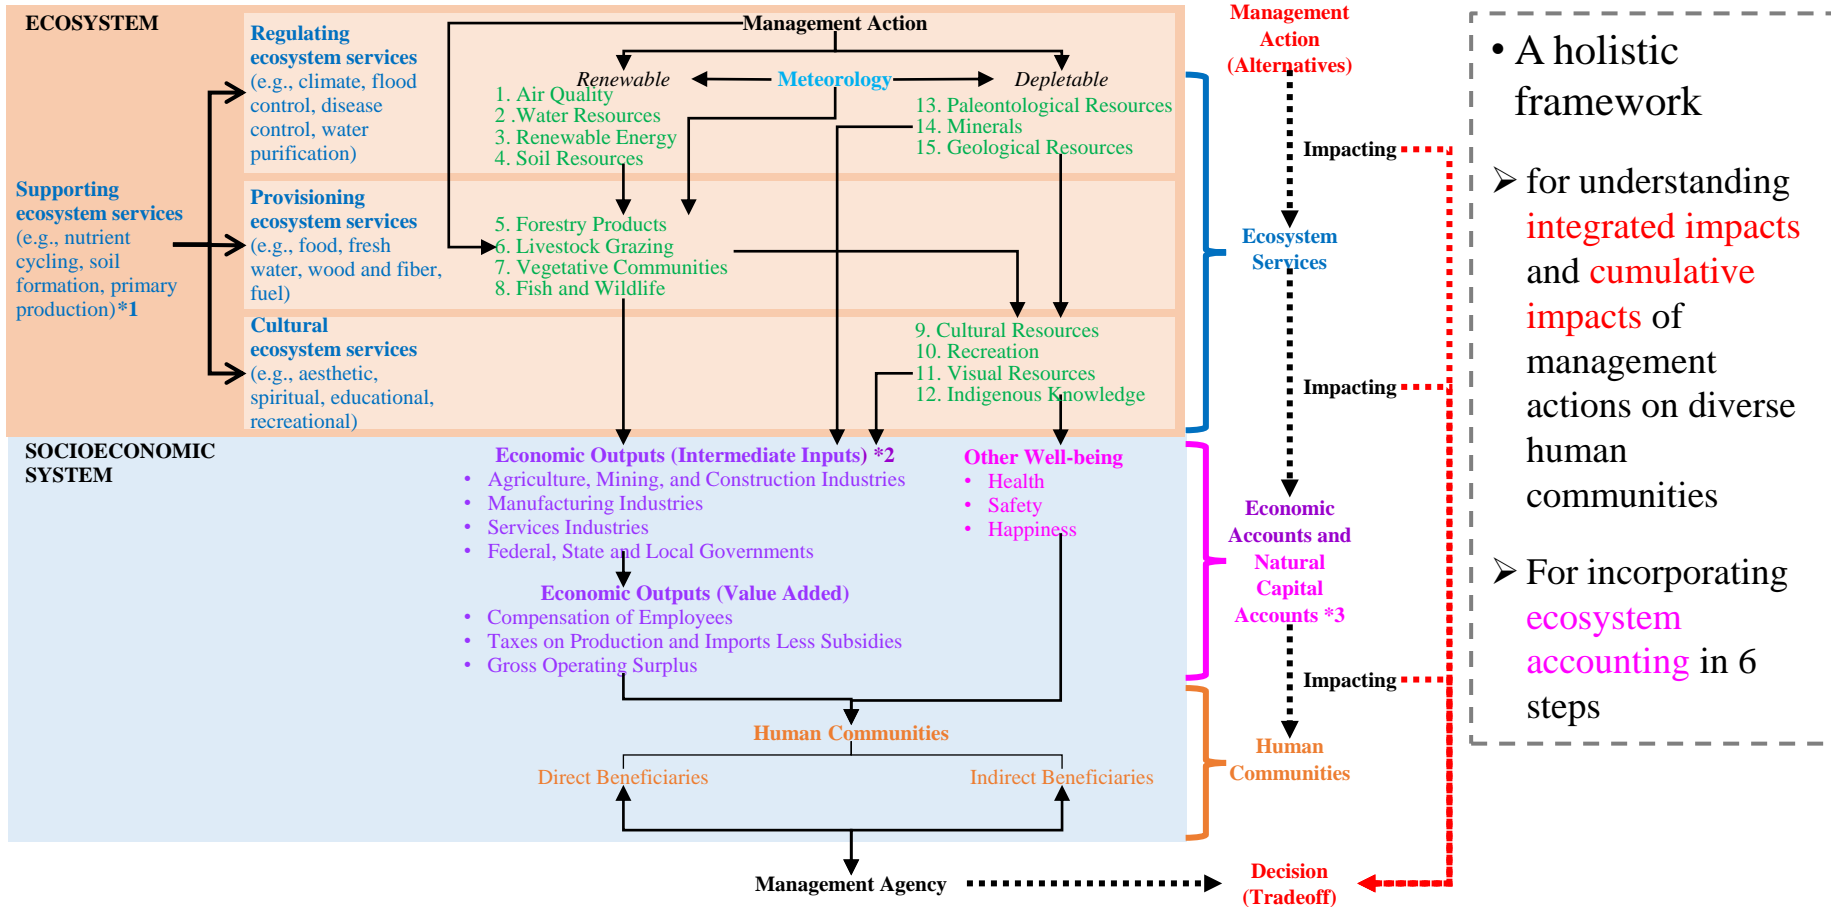 ECOSYSTEM
Regulating
ecosystem services
(e.g., climate, flood
control, disease
control, water
purification)
Supporting
ecosystem services
(e.g., nutrient
cycling, soil
formation, primary
production)*1
Provisioning
ecosystem services
(e.g., food, fresh
water, wood and fiber,
fuel)
Cultural
ecosystem services
(e.g., aesthetic,
spiritual, educational,
recreational)
Management Action
Renewable
Meteorology
Depletable
1. Air Quality
2 .Water Resources
3. Renewable Energy
4. Soil Resources
13. Paleontological Resources
14. Minerals
15. Geological Resources
5. Forestry Products
6. Livestock Grazing
7. Vegetative Communities
8. Fish and Wildlife
9. Cultural Resources
10. Recreation
11. Visual Resources
12. Indigenous Knowledge
SOCIOECONOMIC
SYSTEM
Economic Outputs (Intermediate Inputs) *2
• Agriculture, Mining, and Construction Industries
• Manufacturing Industries
• Services Industries
• Federal, State and Local Governments
Other Well-being
• Health
• Safety
• Happiness
Economic Outputs (Value Added)
• Compensation of Employees
• Taxes on Production and Imports Less Subsidies
• Gross Operating Surplus
Human Communities
Direct Beneficiaries
Indirect Beneficiaries
Management Agency
Management
Action
(Alternatives)
Impacting
Ecosystem
Services
Impacting
Economic
Accounts and
Natural
Capital
Accounts *3
Impacting
Human
Communities
Decision
(Tradeoff)
• A holistic
framework
➢ for understanding
integrated impacts
and cumulative
impacts of
management
actions on diverse
human
communities
➢ For incorporating
ecosystem
accounting in 6
steps